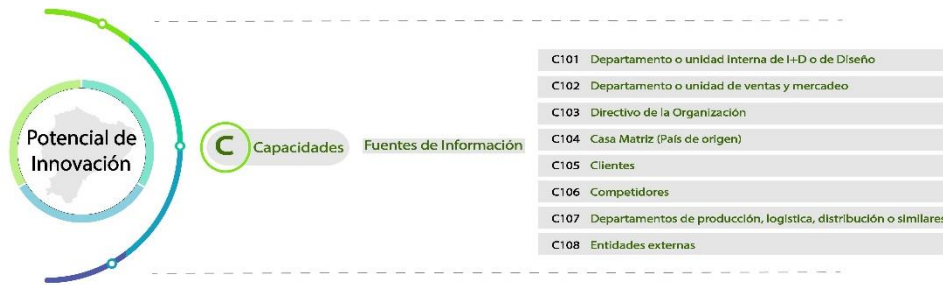 Potencial de
Innovación
C Capacidades
Fuentes de Información
C101 Departamento o unidad interna de I+D o de Diseño
C102 Departamento o unidad de ventas y mercadeo
C103 Directivo de la Organización
C104 Casa Matriz (País de origen)
C105 Clientes
C106 Competidores
C107 Departamentos de producción, logística, distribución o similares
C108 Entidades externas